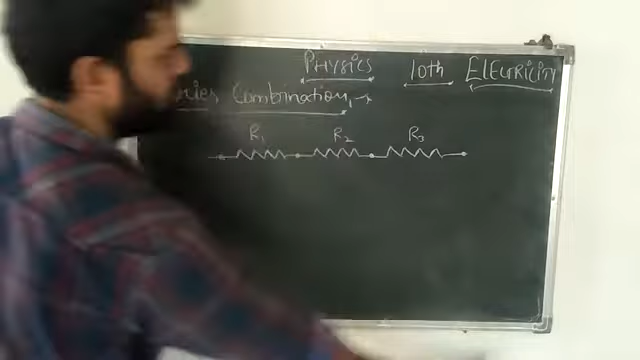 PHYSICS 10th ELECTRICITY
Combination :→
R1 R2 R3